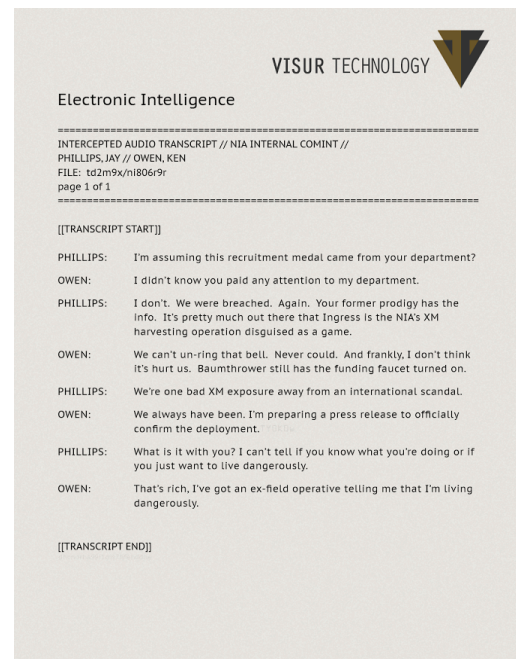 VISUR TECHNOLOGY
Electronic Intelligence
========================================================================
INTERCEPTED AUDIO TRANSCRIPT // NIA INTERNAL COMINT //
PHILLIPS, JAY // OWEN, KEN
FILE:  td2m9x/ni806r9r
page 1 of 1
========================================================================
[[TRANSCRIPT START]]
PHILLIPS: I'm assuming this recruitment medal came from your department?
OWEN: I didn't know you paid any attention to my department.
PHILLIPS: I don't.  We were breached.  Again.  Your former prodigy has the
info.  It's pretty much out there that Ingress is the NIA's XM
harvesting operation disguised as a game.
OWEN: We can't un-ring that bell.  Never could.  And frankly, I don't think
it's hurt us.  Baumthrower still has the funding faucet turned on.
PHILLIPS: We're one bad XM exposure away from an international scandal.
OWEN: We always have been. I'm preparing a press release to officially
confirm the deployment.
PHILLIPS: What is it with you? I can't tell if you know what you're doing or if
you just want to live dangerously.
OWEN: That's rich, I've got an ex-field operative telling me that I'm living
dangerously.
[[TRANSCRIPT END]]